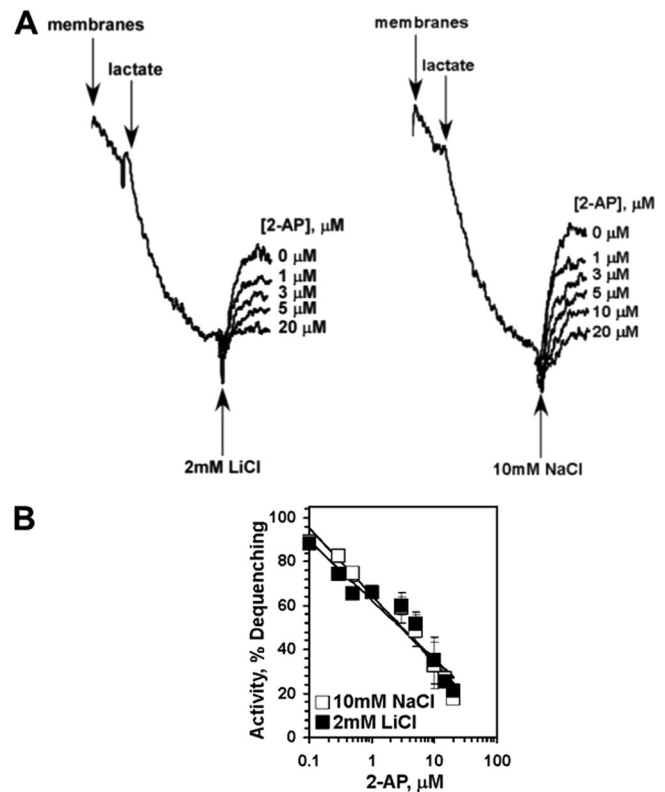 A
membranes
lactate
[2-AP], μM
0 μM
1 μM
3 μM
5 μM
20 μM
2mM LiCl
membranes
lactate
[2-AP], μM
0 μM
1 μM
3 μM
5 μM
10 μM
20 μM
10mM NaCl
B
Activity, % Dequenching
100
80
60
40
20
0
10mM NaCl
2mM LiCl
0.1
1
10
100
2-AP, μM